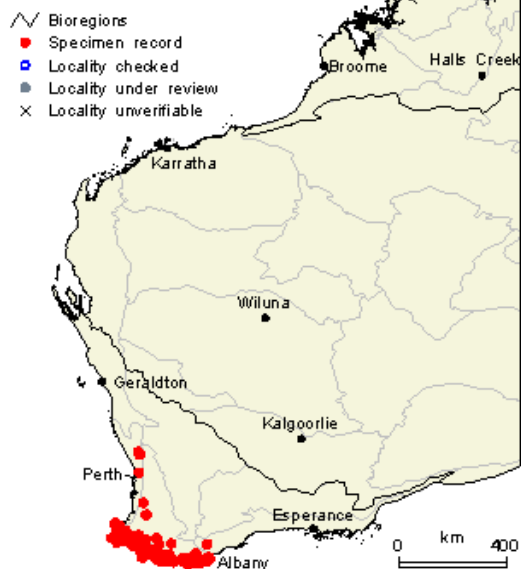 Bioregions
Specimen record
Locality checked
Locality under review
Locality unverifiable
Broome
Halls Creek
Karratha
Wiluna
Geraldton
Kalgoorlie
Perth
Esperance
Albany
km
0 400